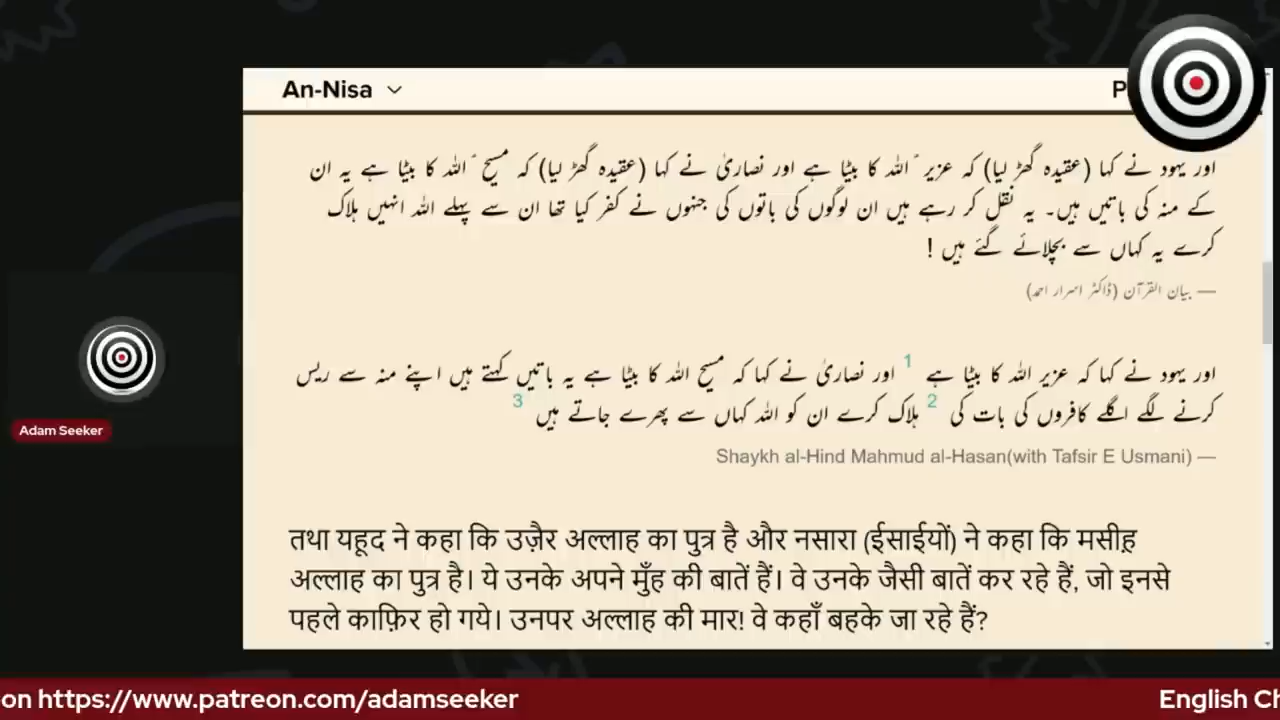 An-Nisa
P
اور یہود نے کہا (عقیدہ گھڑ لیا) کہ عزیر ؑ اللہ کا بیٹا ہے اور نصاریٰ نے کہا (عقیدہ گھڑ لیا) کہ مسیح ؑ اللہ کا بیٹا ہے یہ ان
کے منہ کی باتیں ہیں۔ یہ نقل کر رہے ہیں ان لوگوں کی باتوں کی جنہوں نے کفر کیا تھا ان سے پہلے اللہ انہیں ہلاک
کرے یہ کہاں سے بچلائے گئے ہیں !
— بیان القرآن (ڈاکٹر اسرار احمد)
اور یہود نے کہا کہ عزیر اللہ کا بیٹا ہے 1 اور نصاریٰ نے کہا کہ مسیح اللہ کا بیٹا ہے یہ باتیں کہتے ہیں اپنے منہ سے ریس
کرنے لگے اگلے کافروں کی بات کی 2 ہلاک کرے ان کو اللہ کہاں سے پھرے جاتے ہیں 3
Shaykh al-Hind Mahmud al-Hasan(with Tafsir E Usmani) —
तथा यहूद ने कहा कि उज़ैर अल्लाह का पुत्र है और नसारा (ईसाईयों) ने कहा कि मसीह़
अल्लाह का पुत्र है। ये उनके अपने मुँह की बातें हैं। वे उनके जैसी बातें कर रहे हैं, जो इनसे
पहले काफ़िर हो गये। उनपर अल्लाह की मार! वे कहाँ बहके जा रहे हैं?
Adam Seeker
on https://www.patreon.com/adamseeker
English Ch